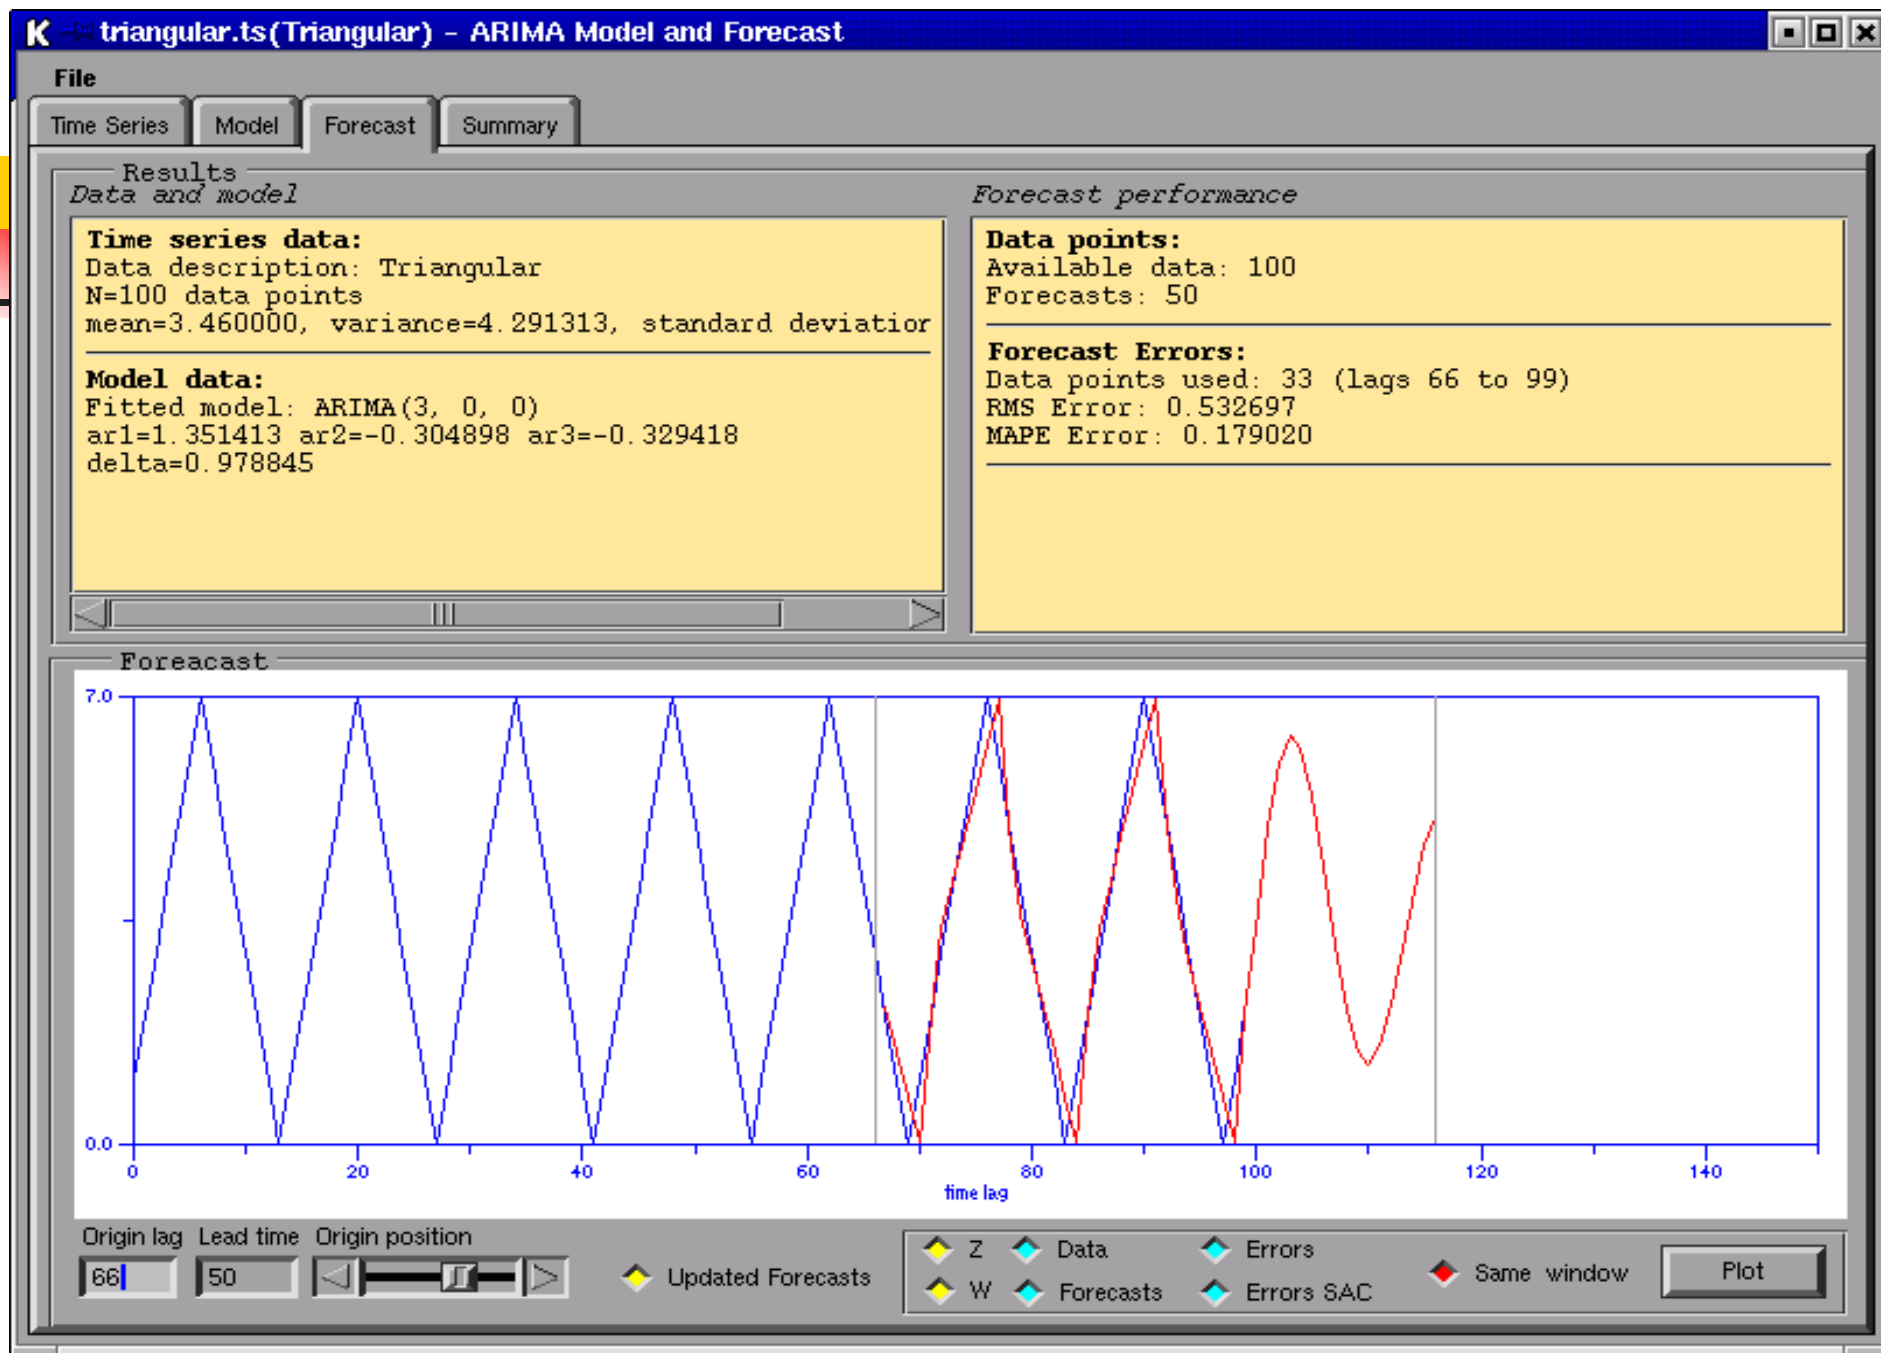 K triangular.ts(Triangular) - ARIMA Model and Forecast
File
Time Series Model Forecast Summary
Results
Data and model
Time series data:
Data description: Triangular
N=100 data points
mean=3.460000, variance=4.291313, standard deviation
Model data:
Fitted model: ARIMA(3, 0, 0)
ar1=1.351413 ar2=-0.304898 ar3=-0.329418
delta=0.978845
Forecast performance
Data points:
Available data: 100
Forecasts: 50
Forecast Errors:
Data points used: 33 (lags 66 to 99)
RMS Error: 0.532697
MAPE Error: 0.179020
Foreacast
7.0
0.0
0 20 40 60 80 100 120 140
time lag
Origin lag Lead time Origin position
66 50
Updated Forecasts
Z Data Errors
W Forecasts Errors SAC
Same window
Plot